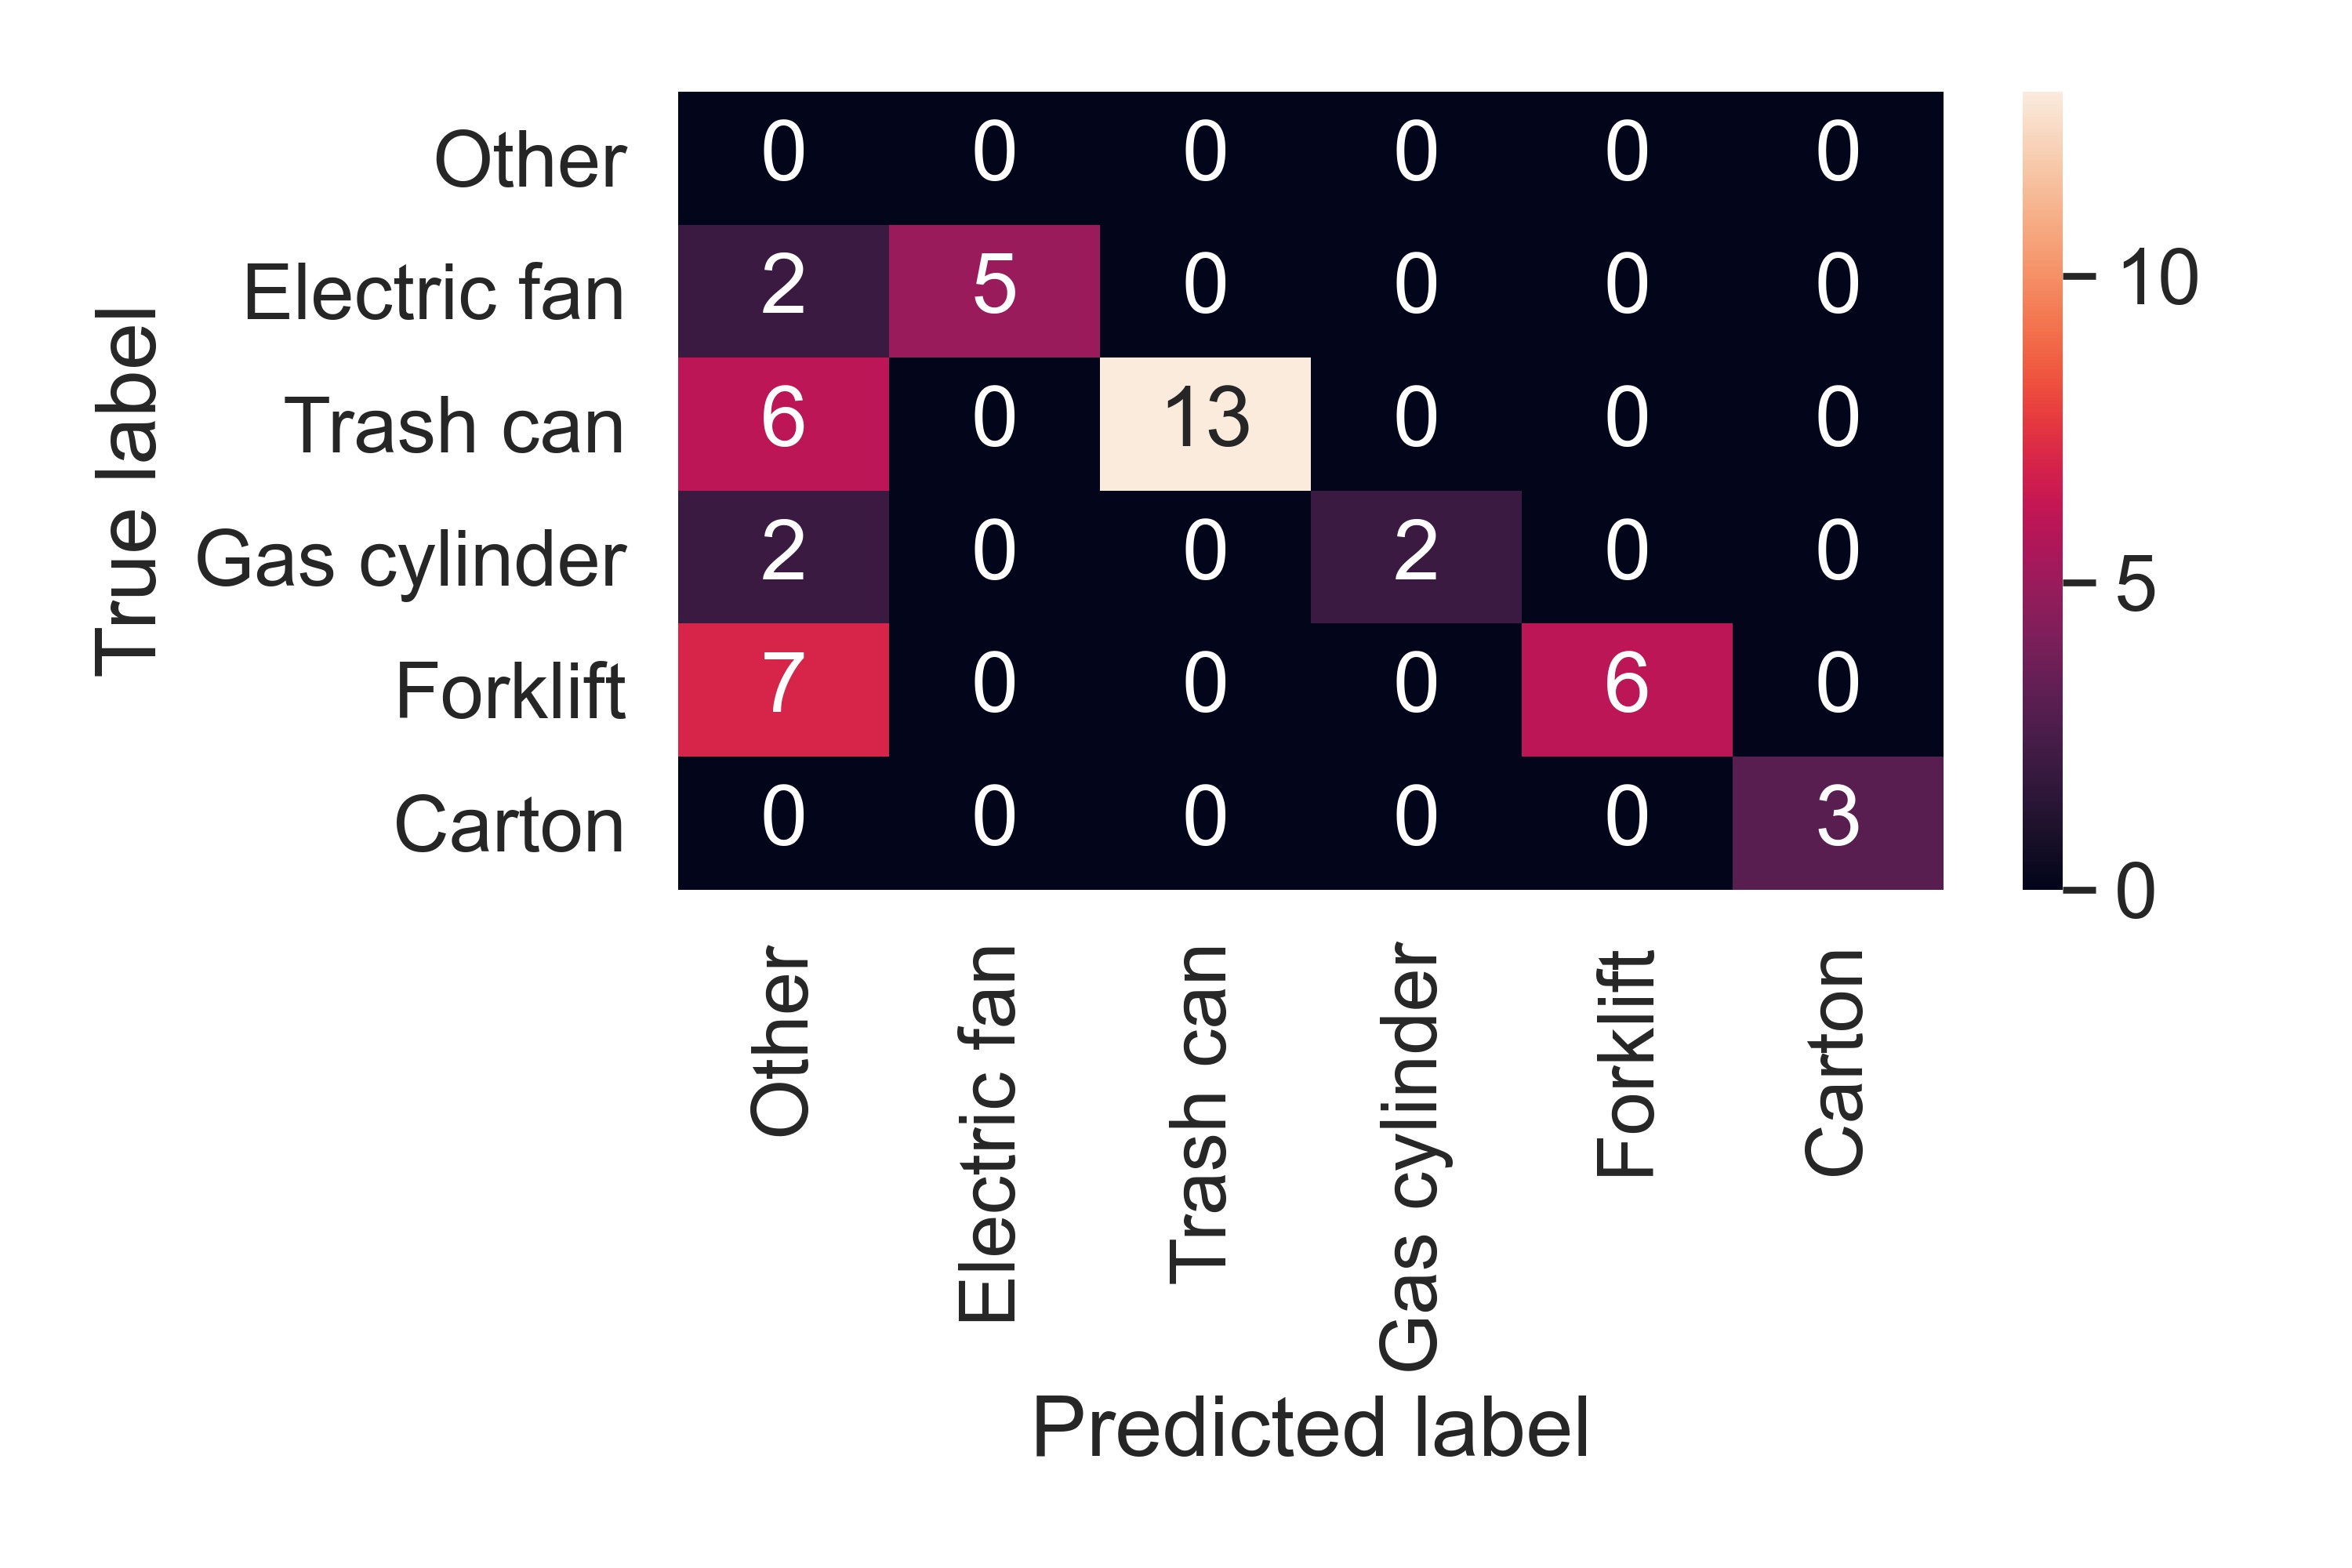 Other 0 0 0 0 0 0
Electric fan 2 5 0 0 0 0
Trash can 6 0 13 0 0 0
Gas cylinder 2 0 0 2 0 0
Forklift 7 0 0 0 6 0
Carton 0 0 0 0 0 3
True label
Other
Electric fan
Trash can
Gas cylinder
Forklift
Carton
Predicted label
10
5
0